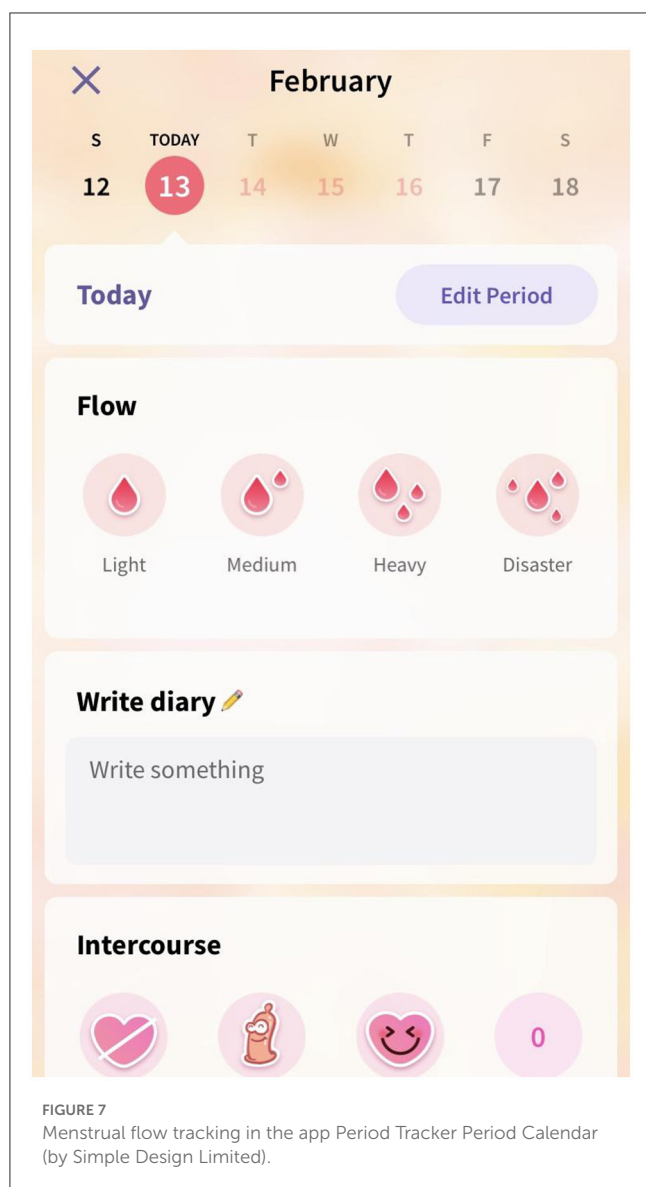 February
S TODAY T W T F S
12 13 14 15 16 17 18
Today Edit Period
Flow
Light Medium Heavy Disaster
Write diary
Write something
Intercourse
0
FIGURE 7
Menstrual flow tracking in the app Period Tracker Period Calendar
(by Simple Design Limited).